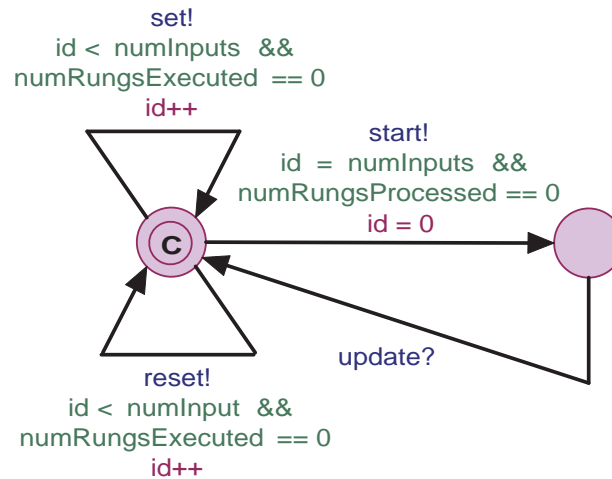 set!
id < numInputs &&
numRungsExecuted == 0
id++
start!
id = numInputs &&
numRungsProcessed == 0
id = 0
C
update?
reset!
id < numInput &&
numRungsExecuted == 0
id++